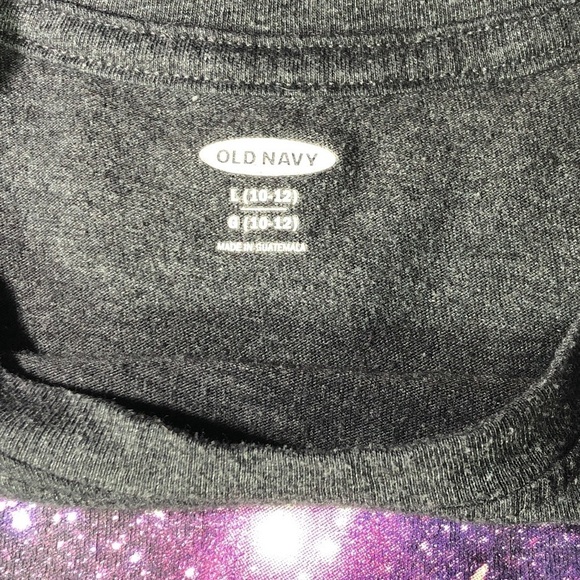 OLD NAVY
L (10-12)
G (10-12)
MADE IN GUATEMALA